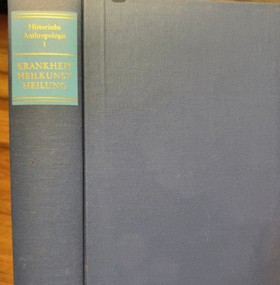 Historische
Anthropologie
1
KRANKHEIT
HEILKUNST
HEILUNG